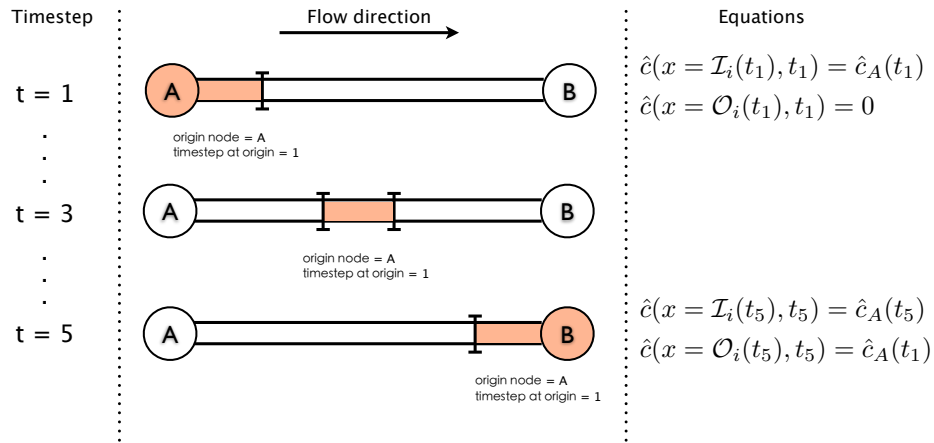 Timestep
Flow direction
Equations
t = 1
A
B
ĉ(x = ℐᵢ(t₁), t₁) = ĉ_A(t₁)
ĉ(x = 𝒪ᵢ(t₁), t₁) = 0
origin node = A
timestep at origin = 1
.
.
.
t = 3
A
B
origin node = A
timestep at origin = 1
.
.
.
t = 5
A
B
ĉ(x = ℐᵢ(t₅), t₅) = ĉ_A(t₅)
ĉ(x = 𝒪ᵢ(t₅), t₅) = ĉ_A(t₁)
origin node = A
timestep at origin = 1